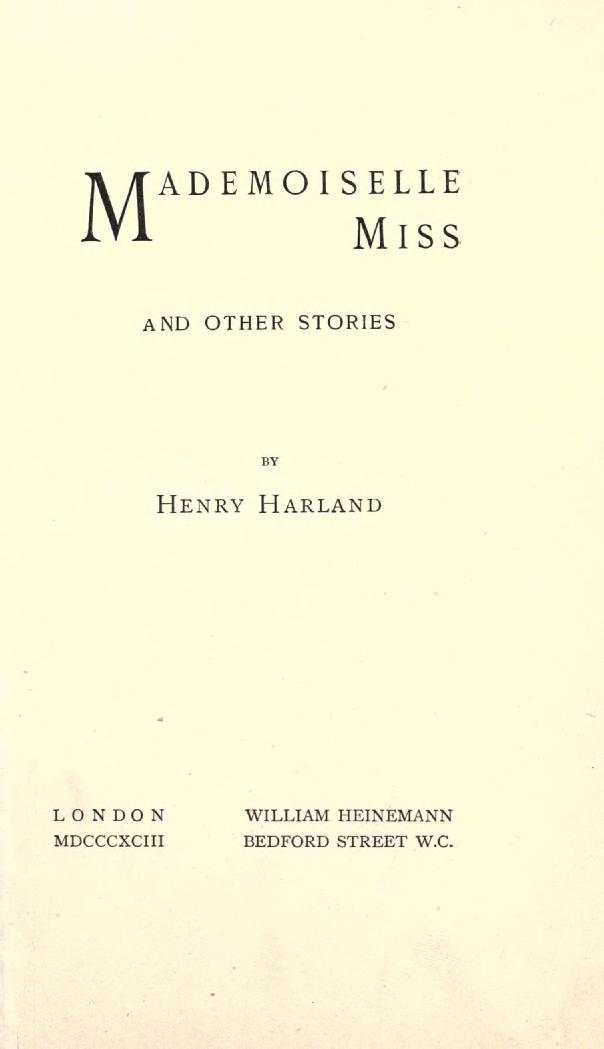 MADEMOISELLE
MISS
AND OTHER STORIES
BY
HENRY HARLAND
LONDON WILLIAM HEINEMANN
MDCCCXCIII BEDFORD STREET W.C.